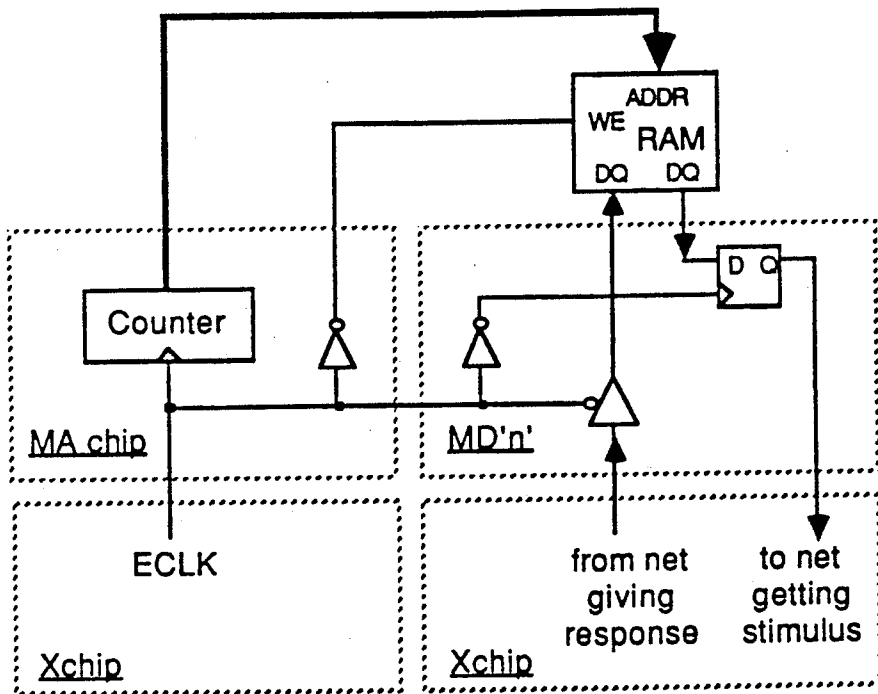 ADDR
WE
RAM
DQ DQ
D Q
Counter
MA chip
MD'n'
ECLK
from net
giving
response
to net
getting
stimulus
Xchip
Xchip